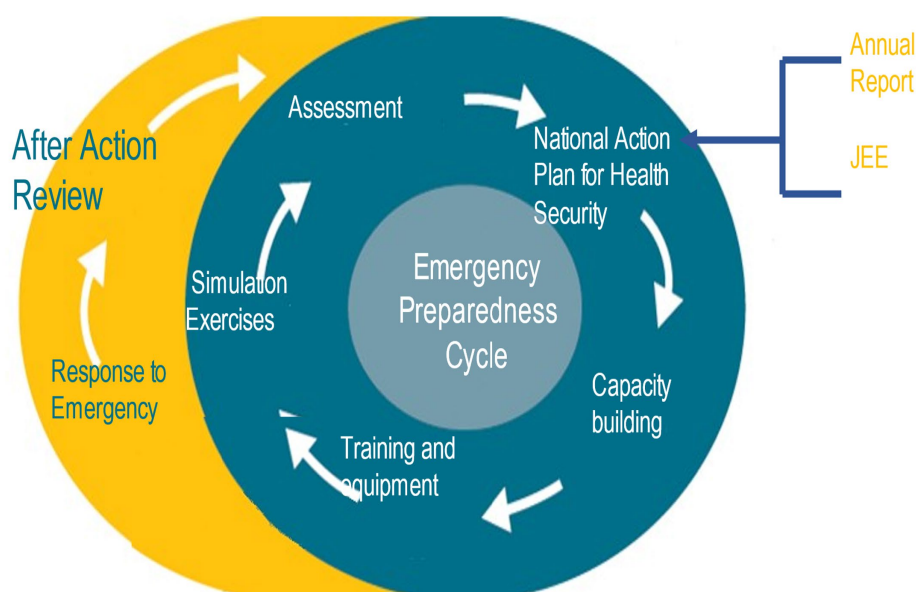 Annual
Report
JEE
Assessment
National Action
Plan for Health
Security
After Action
Review
Emergency
Preparedness
Cycle
Simulation
Exercises
Response to
Emergency
Capacity
building
Training and
equipment